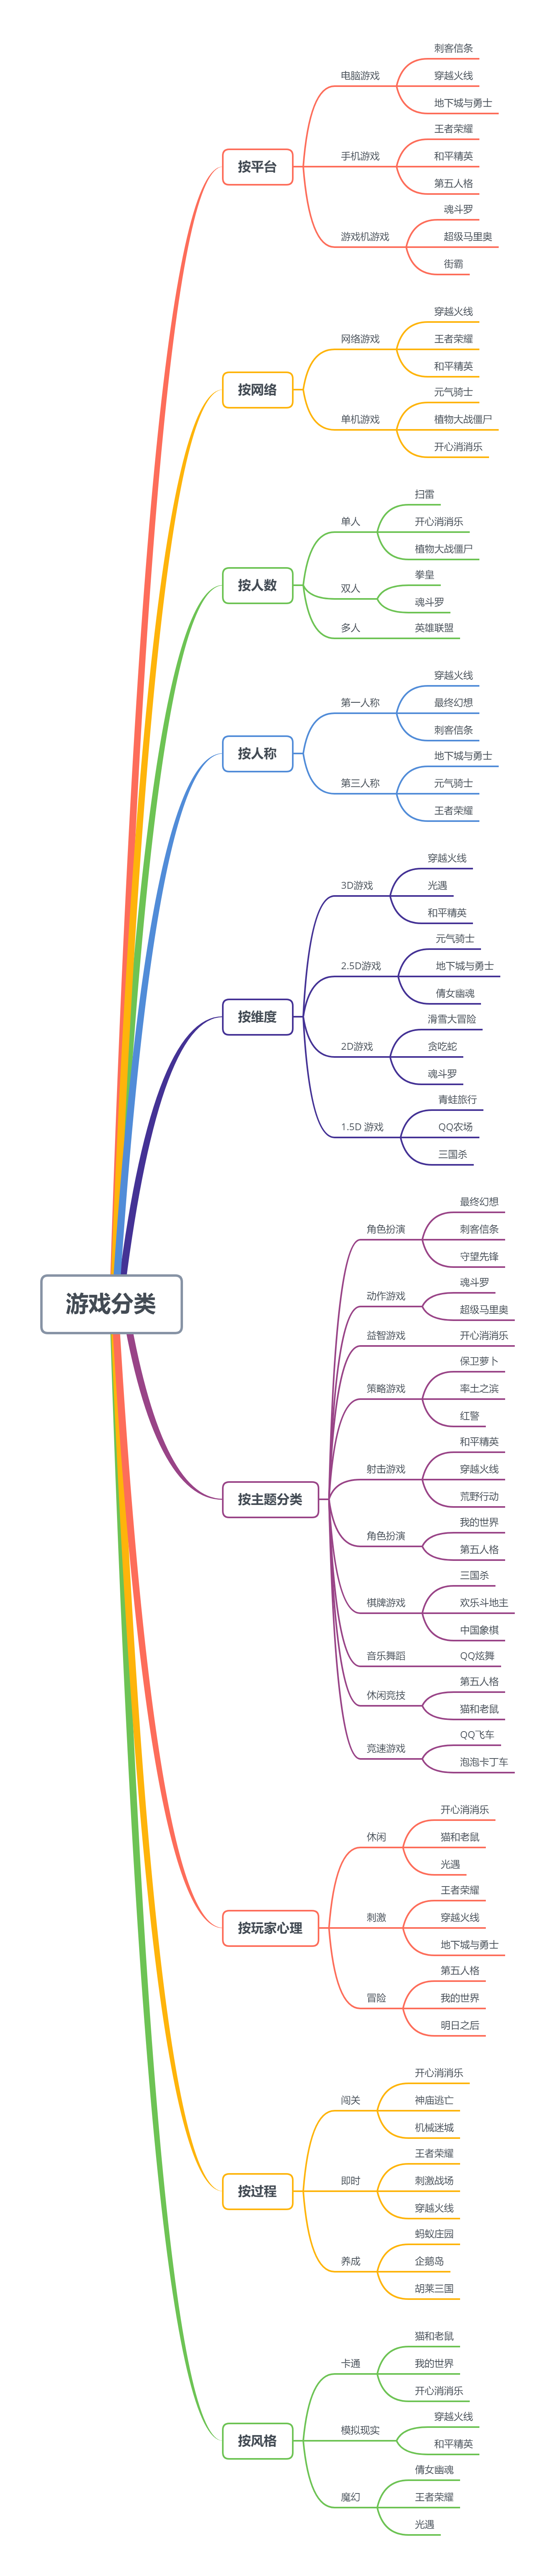 游戏分类
按平台
电脑游戏
刺客信条
穿越火线
地下城与勇士
手机游戏
王者荣耀
和平精英
第五人格
游戏机游戏
魂斗罗
超级马里奥
街霸
按网络
网络游戏
穿越火线
王者荣耀
和平精英
单机游戏
元气骑士
植物大战僵尸
开心消消乐
按人数
单人
扫雷
开心消消乐
植物大战僵尸
双人
拳皇
魂斗罗
多人
英雄联盟
按人称
第一人称
穿越火线
最终幻想
刺客信条
第三人称
地下城与勇士
元气骑士
王者荣耀
按维度
3D游戏
穿越火线
光遇
和平精英
2.5D游戏
元气骑士
地下城与勇士
倩女幽魂
2D游戏
滑雪大冒险
贪吃蛇
魂斗罗
1.5D 游戏
青蛙旅行
QQ农场
三国杀
按主题分类
角色扮演
最终幻想
刺客信条
守望先锋
动作游戏
魂斗罗
超级马里奥
益智游戏
开心消消乐
策略游戏
保卫萝卜
率土之滨
红警
射击游戏
和平精英
穿越火线
荒野行动
角色扮演
我的世界
第五人格
棋牌游戏
三国杀
欢乐斗地主
中国象棋
音乐舞蹈
QQ炫舞
休闲竞技
第五人格
猫和老鼠
竞速游戏
QQ飞车
泡泡卡丁车
按玩家心理
休闲
开心消消乐
猫和老鼠
光遇
刺激
王者荣耀
穿越火线
地下城与勇士
冒险
第五人格
我的世界
明日之后
按过程
闯关
开心消消乐
神庙逃亡
机械迷城
即时
王者荣耀
刺激战场
穿越火线
养成
蚂蚁庄园
企鹅岛
胡莱三国
按风格
卡通
猫和老鼠
我的世界
开心消消乐
模拟现实
穿越火线
和平精英
魔幻
倩女幽魂
王者荣耀
光遇